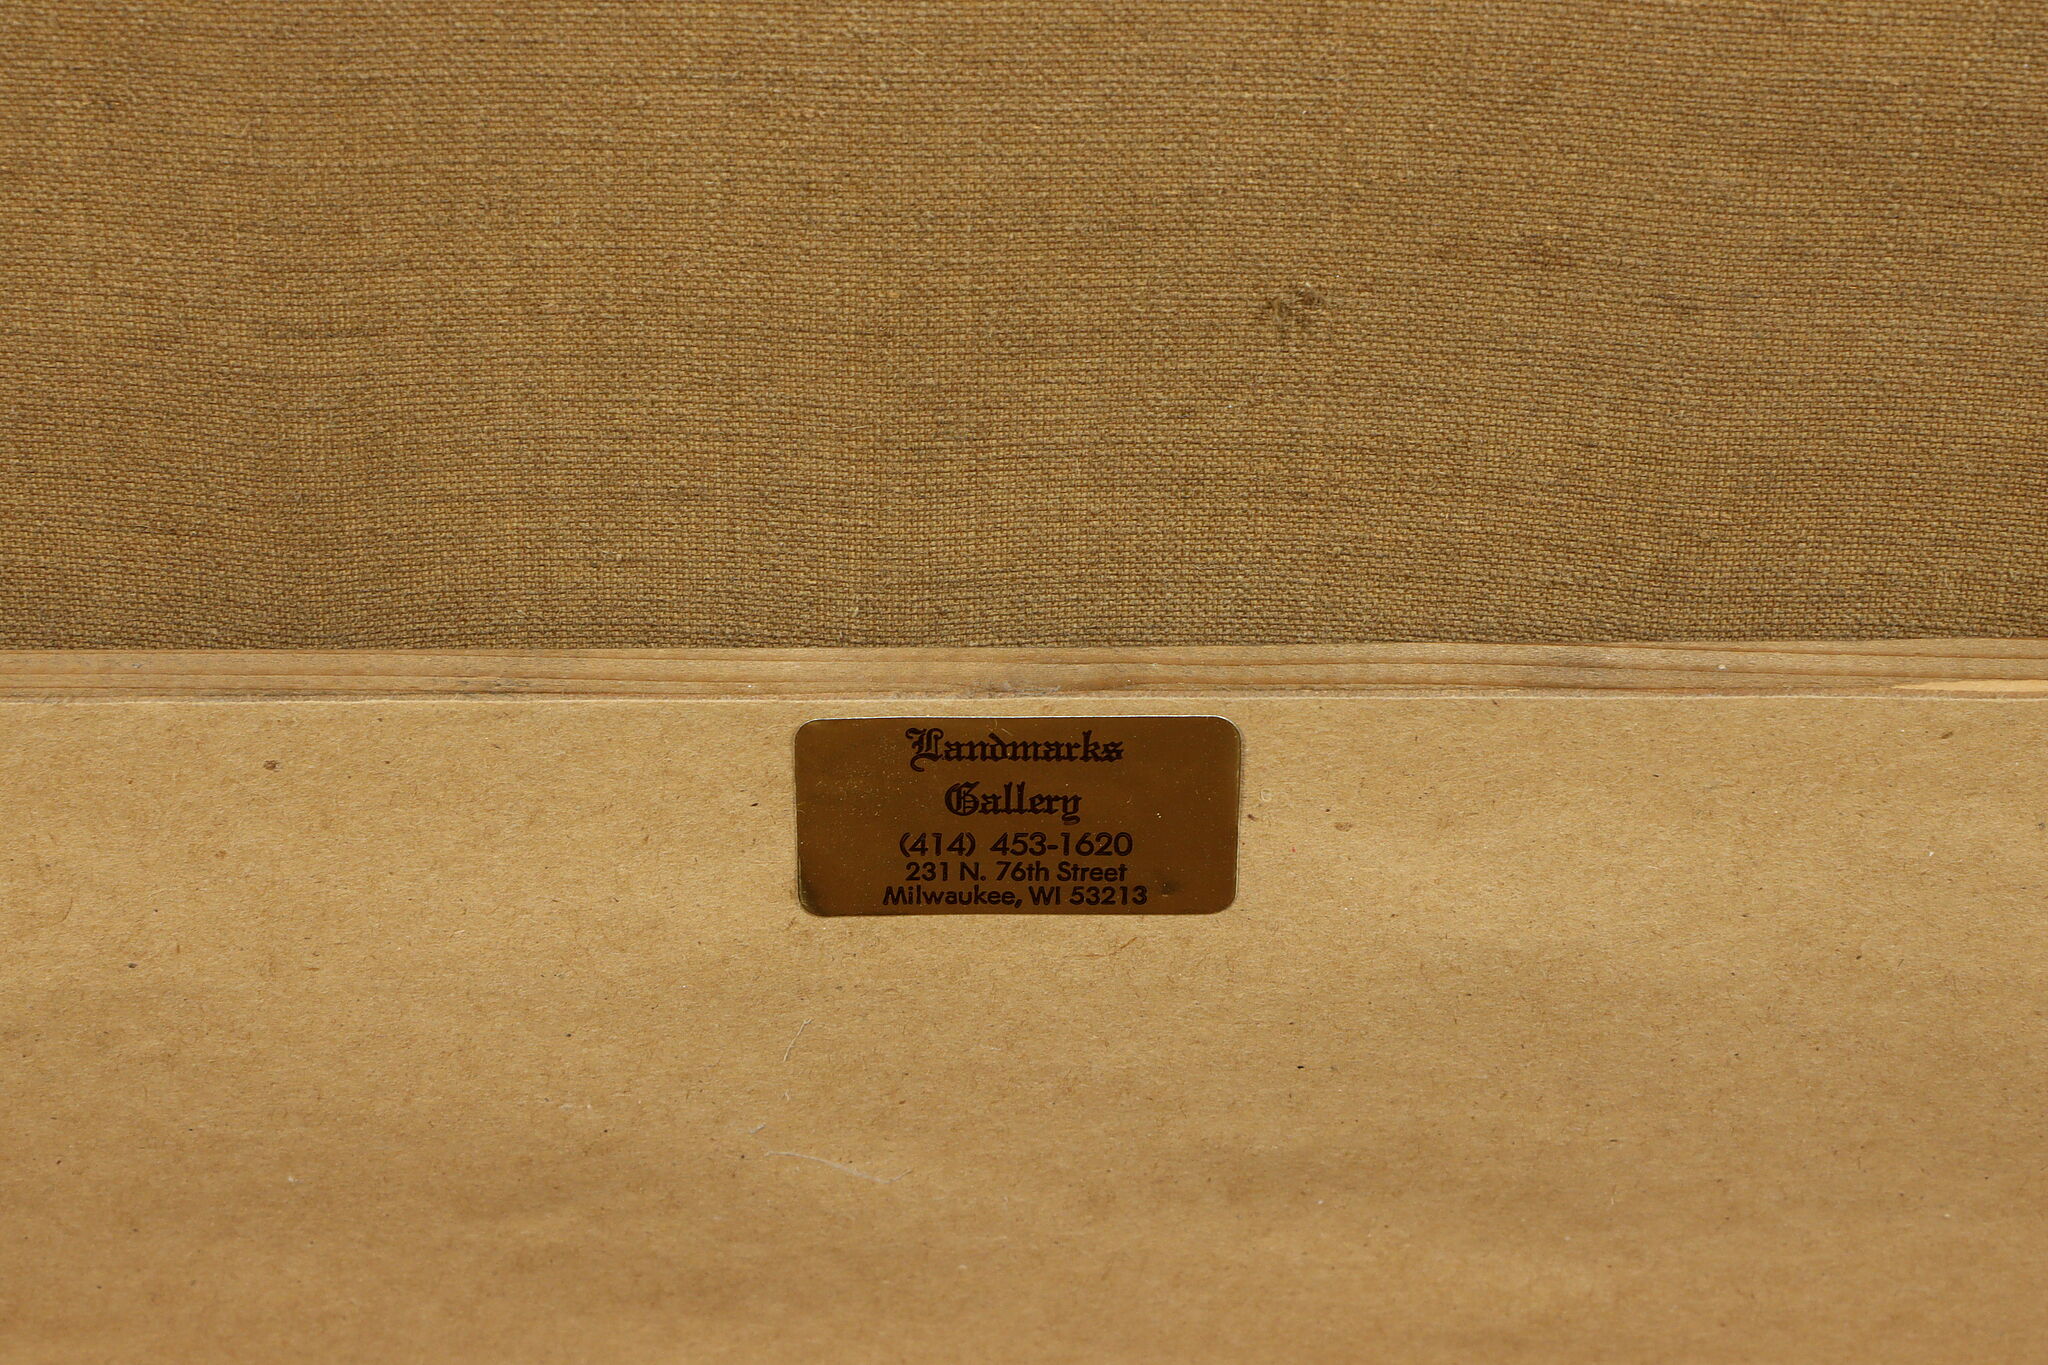 Landmarks
Gallery
(414) 453-1620
231 N. 76th Street
Milwaukee, WI 53213